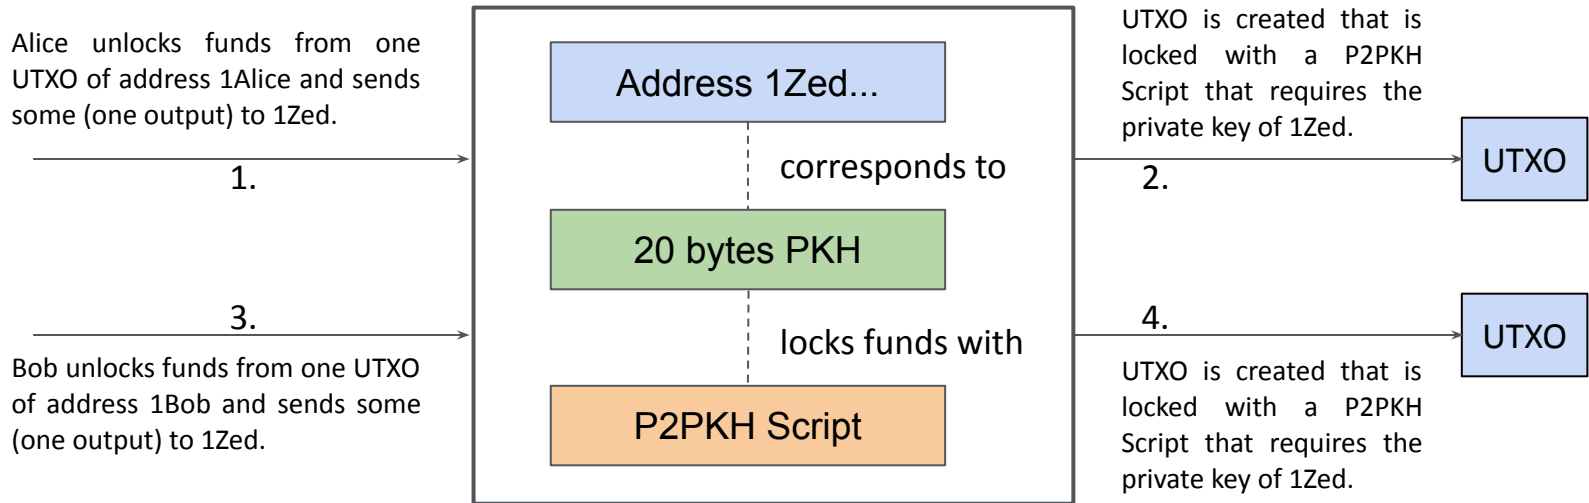 Alice unlocks funds from one
UTXO of address 1Alice and sends
some (one output) to 1Zed.
1.
3.
Bob unlocks funds from one UTXO
of address 1Bob and sends some
(one output) to 1Zed.
Address 1Zed...
corresponds to
20 bytes PKH
locks funds with
P2PKH Script
UTXO is created that is
locked with a P2PKH
Script that requires the
private key of 1Zed.
2.
UTXO
4.
UTXO
UTXO is created that is
locked with a P2PKH
Script that requires the
private key of 1Zed.